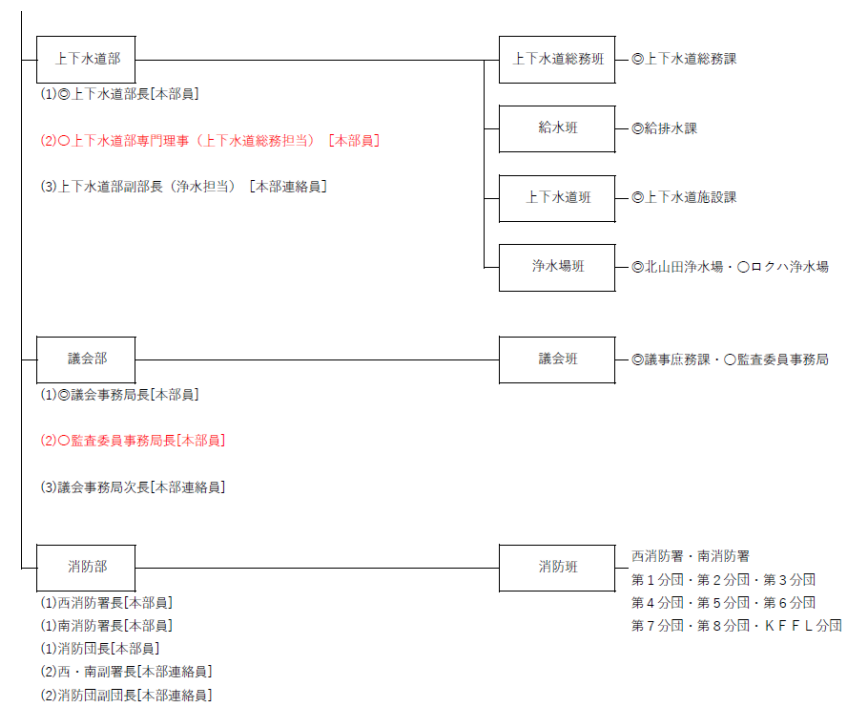 上下水道部
上下水道総務班
◎上下水道総務課
(1)◎上下水道部長[本部員]
給水班
◎給排水課
(2)〇上下水道部専門理事（上下水道総務担当）［本部員］
(3)上下水道部副部長（浄水担当）［本部連絡員］
上下水道班
◎上下水道施設課
浄水場班
◎北山田浄水場・〇ロクハ浄水場
議会部
議会班
◎議事庶務課・〇監査委員事務局
(1)◎議会事務局長[本部員]
(2)〇監査委員事務局長[本部員]
(3)議会事務局次長[本部連絡員]
消防部
消防班
西消防署・南消防署
第１分団・第２分団・第３分団
第４分団・第５分団・第６分団
第７分団・第８分団・ＫＦＦＬ分団
(1)西消防署長[本部員]
(1)南消防署長[本部員]
(1)消防団長[本部員]
(2)西・南副署長[本部連絡員]
(2)消防団副団長[本部連絡員]